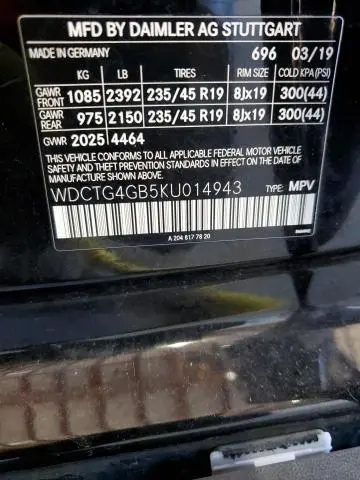 MFD BY DAIMLER AG STUTTGART
MADE IN GERMANY 696 03/19
KG LB TIRES RIM SIZE COLD KPA(PSI)
GAWR FRONT 1085 2392 235/45 R19 8Jx19 300(44)
GAWR REAR 975 2150 235/45 R19 8Jx19 300(44)
GVWR 2025 4464
THIS VEHICLE CONFORMS TO ALL APPLICABLE FEDERAL MOTOR
VEHICLE SAFETY BUMPER AND THEFT PREVENTION STANDARDS
IN EFFECT ON THE DATE OF MANUFACTURE SHOWN ABOVE.
WDCTG4GB5KU014943 TYPE: MPV
A 204 817 78 20